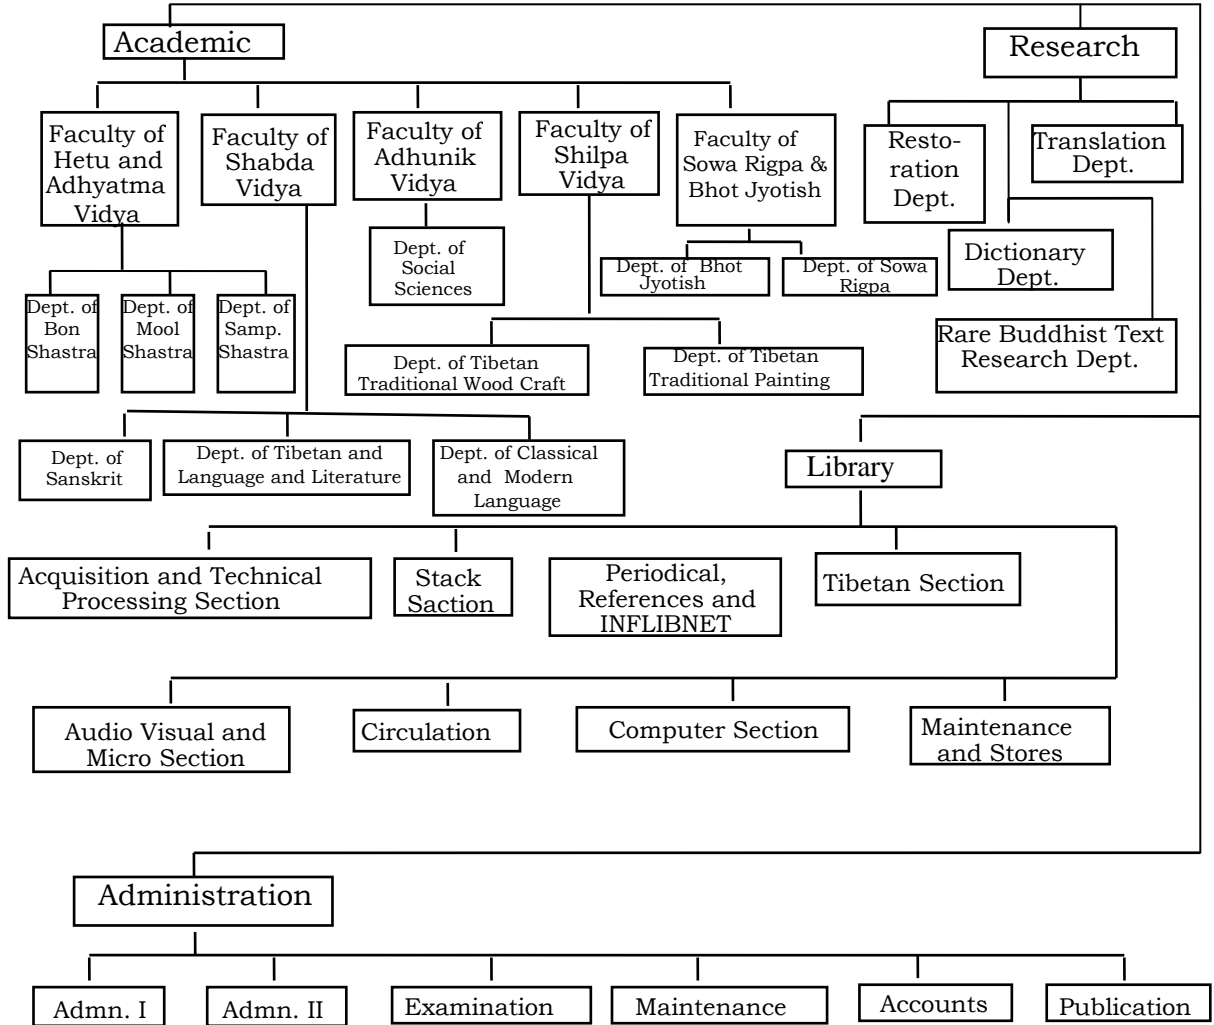 Academic
Research
Faculty of
Hetu and
Adhyatma
Vidya
Faculty of
Shabda
Vidya
Faculty of
Adhunik
Vidya
Faculty of
Shilpa
Vidya
Faculty of
Sowa Rigpa &
Bhot Jyotish
Resto-
ration
Dept.
Translation
Dept.
Dictionary
Dept.
Rare Buddhist Text
Research Dept.
Dept. of
Social
Sciences
Dept. of Bhot
Jyotish
Dept. of Sowa
Rigpa
Dept. of
Bon
Shastra
Dept. of
Mool
Shastra
Dept. of
Samp.
Shastra
Dept. of Tibetan
Traditional Wood Craft
Dept. of Tibetan
Traditional Painting
Dept. of
Sanskrit
Dept. of Tibetan and
Language and Literature
Dept. of Classical
and Modern
Language
Library
Acquisition and Technical
Processing Section
Stack
Saction
Periodical,
References and
INFLIBNET
Tibetan Section
Audio Visual and
Micro Section
Circulation
Computer Section
Maintenance
and Stores
Administration
Admn. I
Admn. II
Examination
Maintenance
Accounts
Publication